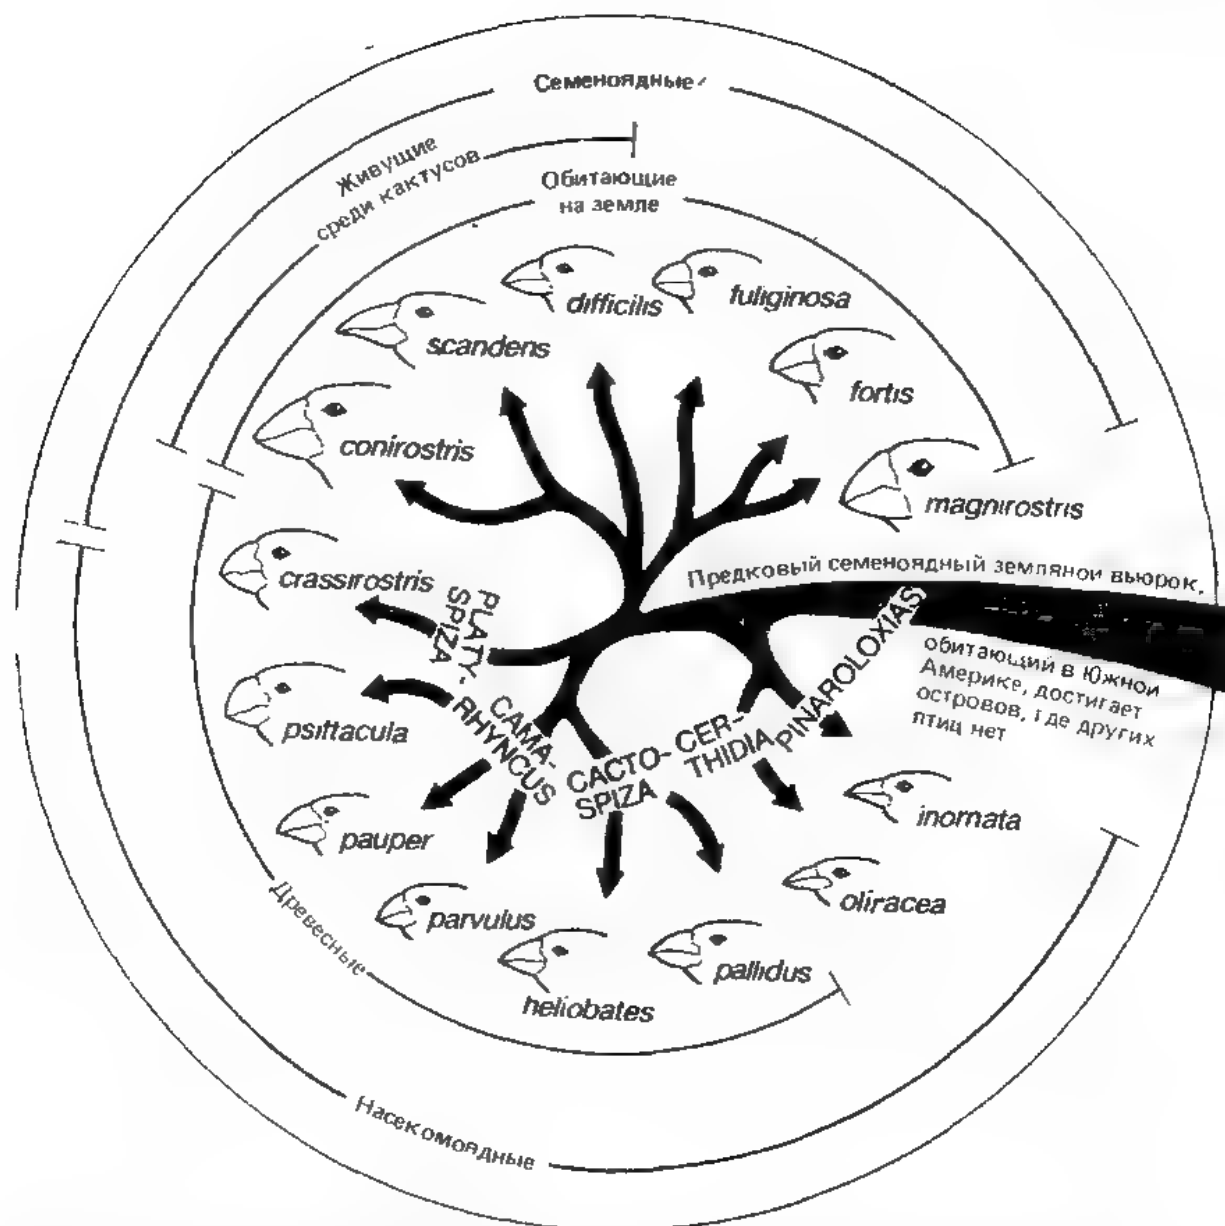 Семеноядные
Живущие
среди кактусов
Обитающие
на земле
difficilis
fuliginosa
scandens
fortis
conirostris
magnirostris
Предковый семеноядный земляной вьюрок,
обитающий в Южной
Америке, достигает
островов, где других
птиц нет
crassirostris
PLATY-
SPIZA
psittacula
CAMA-
RHYNCUS
CACTO-
SPIZA
CER-
THIDIA
PINAROLOXIAS
pauper
inornata
parvulus
oliracea
heliobates
pallidus
Древесные
Насекомоядные